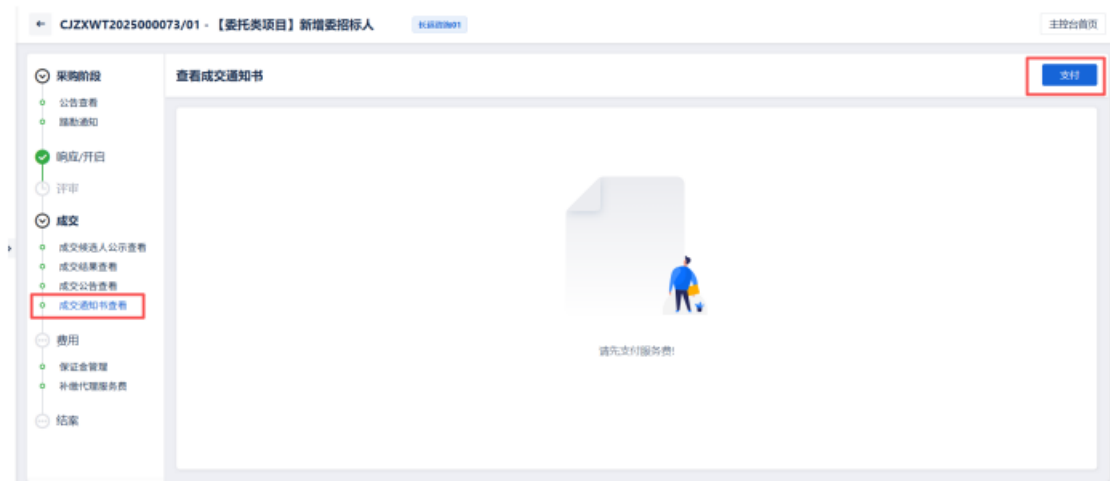 CJZXWT2025000073/01 - 【委托类项目】新增委招标人
主控台首页
采购阶段
公告查看
踏勘通知
响应/开启
评审
成交
成交候选人公示查看
成交结果查看
成交公告查看
成交通知书查看
费用
保证金管理
补缴代理服务费
结案
查看成交通知书
支付
请先支付服务费!